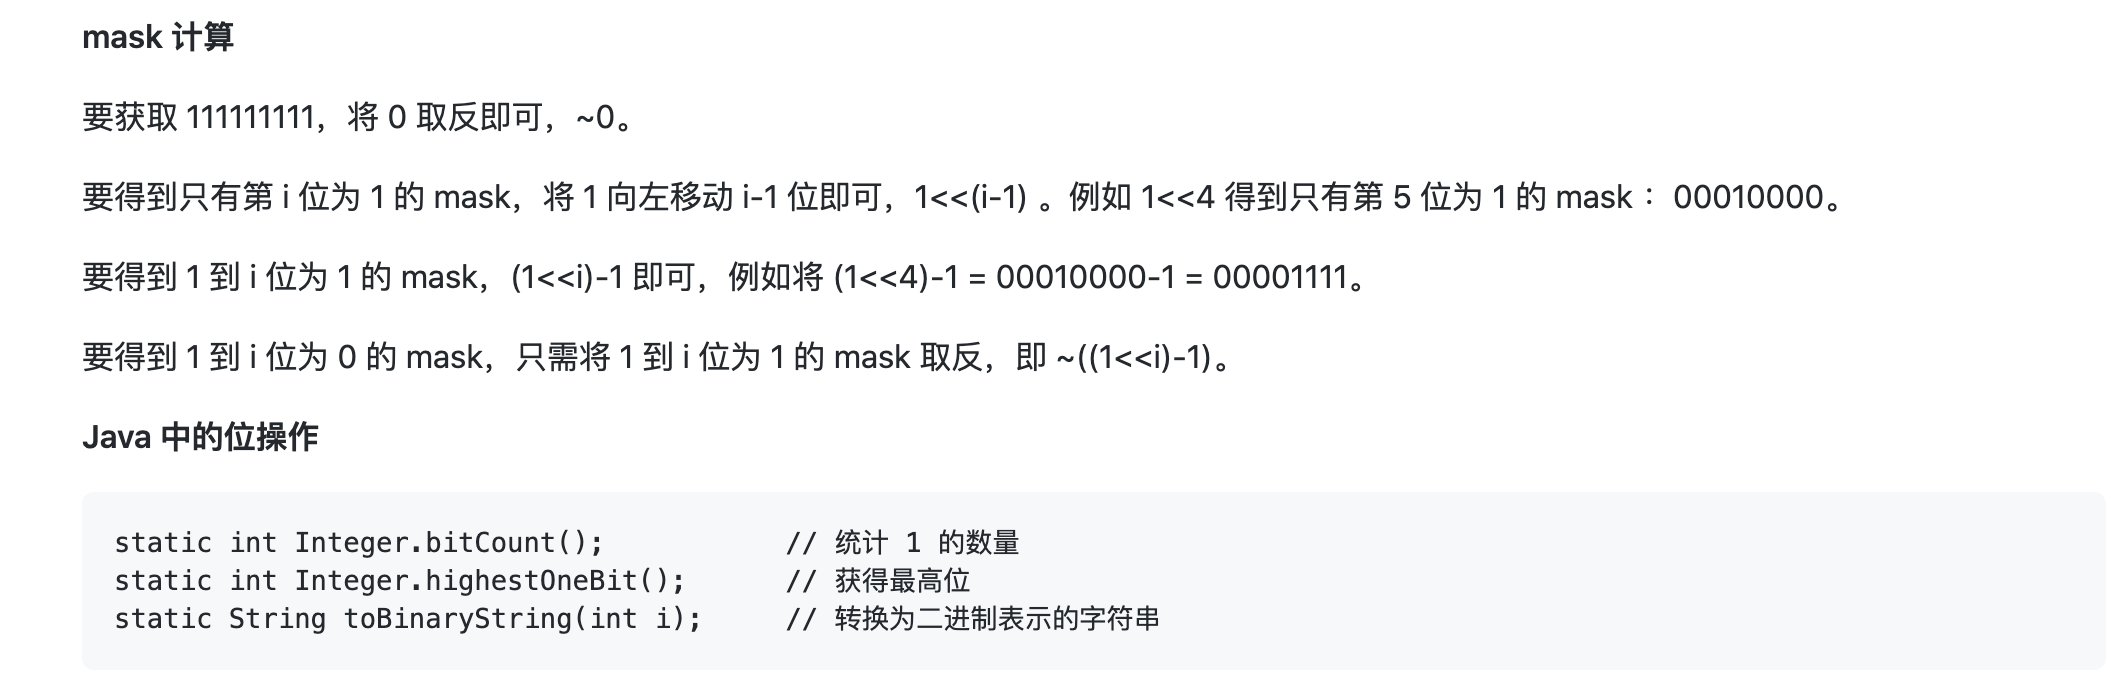 mask 计算
要获取 111111111，将 0 取反即可，~0。
要得到只有第 i 位为 1 的 mask，将 1 向左移动 i-1 位即可，1<<(i-1) 。例如 1<<4 得到只有第 5 位为 1 的 mask ：00010000。
要得到 1 到 i 位为 1 的 mask，(1<<i)-1 即可，例如将 (1<<4)-1 = 00010000-1 = 00001111。
要得到 1 到 i 位为 0 的 mask，只需将 1 到 i 位为 1 的 mask 取反，即 ~((1<<i)-1)。
Java 中的位操作
static int Integer.bitCount();           // 统计 1 的数量
static int Integer.highestOneBit();      // 获得最高位
static String toBinaryString(int i);     // 转换为二进制表示的字符串